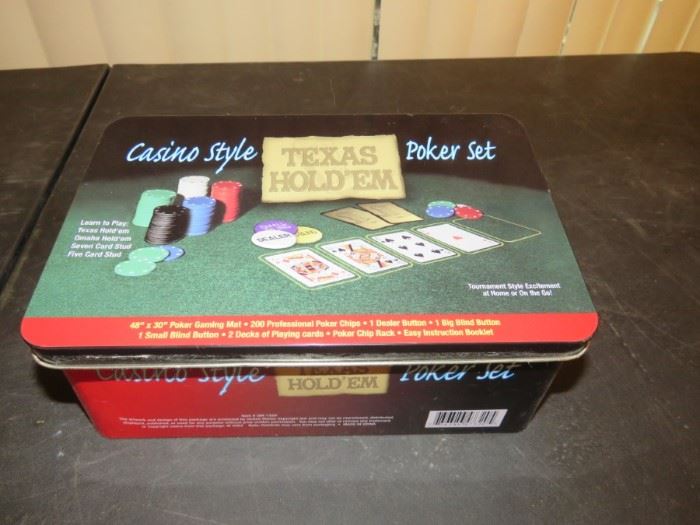 Casino Style TEXAS HOLD'EM Poker Set
Learn to Play:
Texas Hold'em
Omaha Hold'em
Seven Card Stud
Five Card Stud
DEALER
Tournament Style Excitement
at Home or On the Go!
48" x 30" Poker Gaming Mat • 200 Professional Poker Chips • 1 Dealer Button • 1 Big Blind Button
1 Small Blind Button • 2 Decks of Playing cards • Poker Chip Rack • Easy Instruction Booklet
Casino Style TEXAS HOLD'EM Poker Set